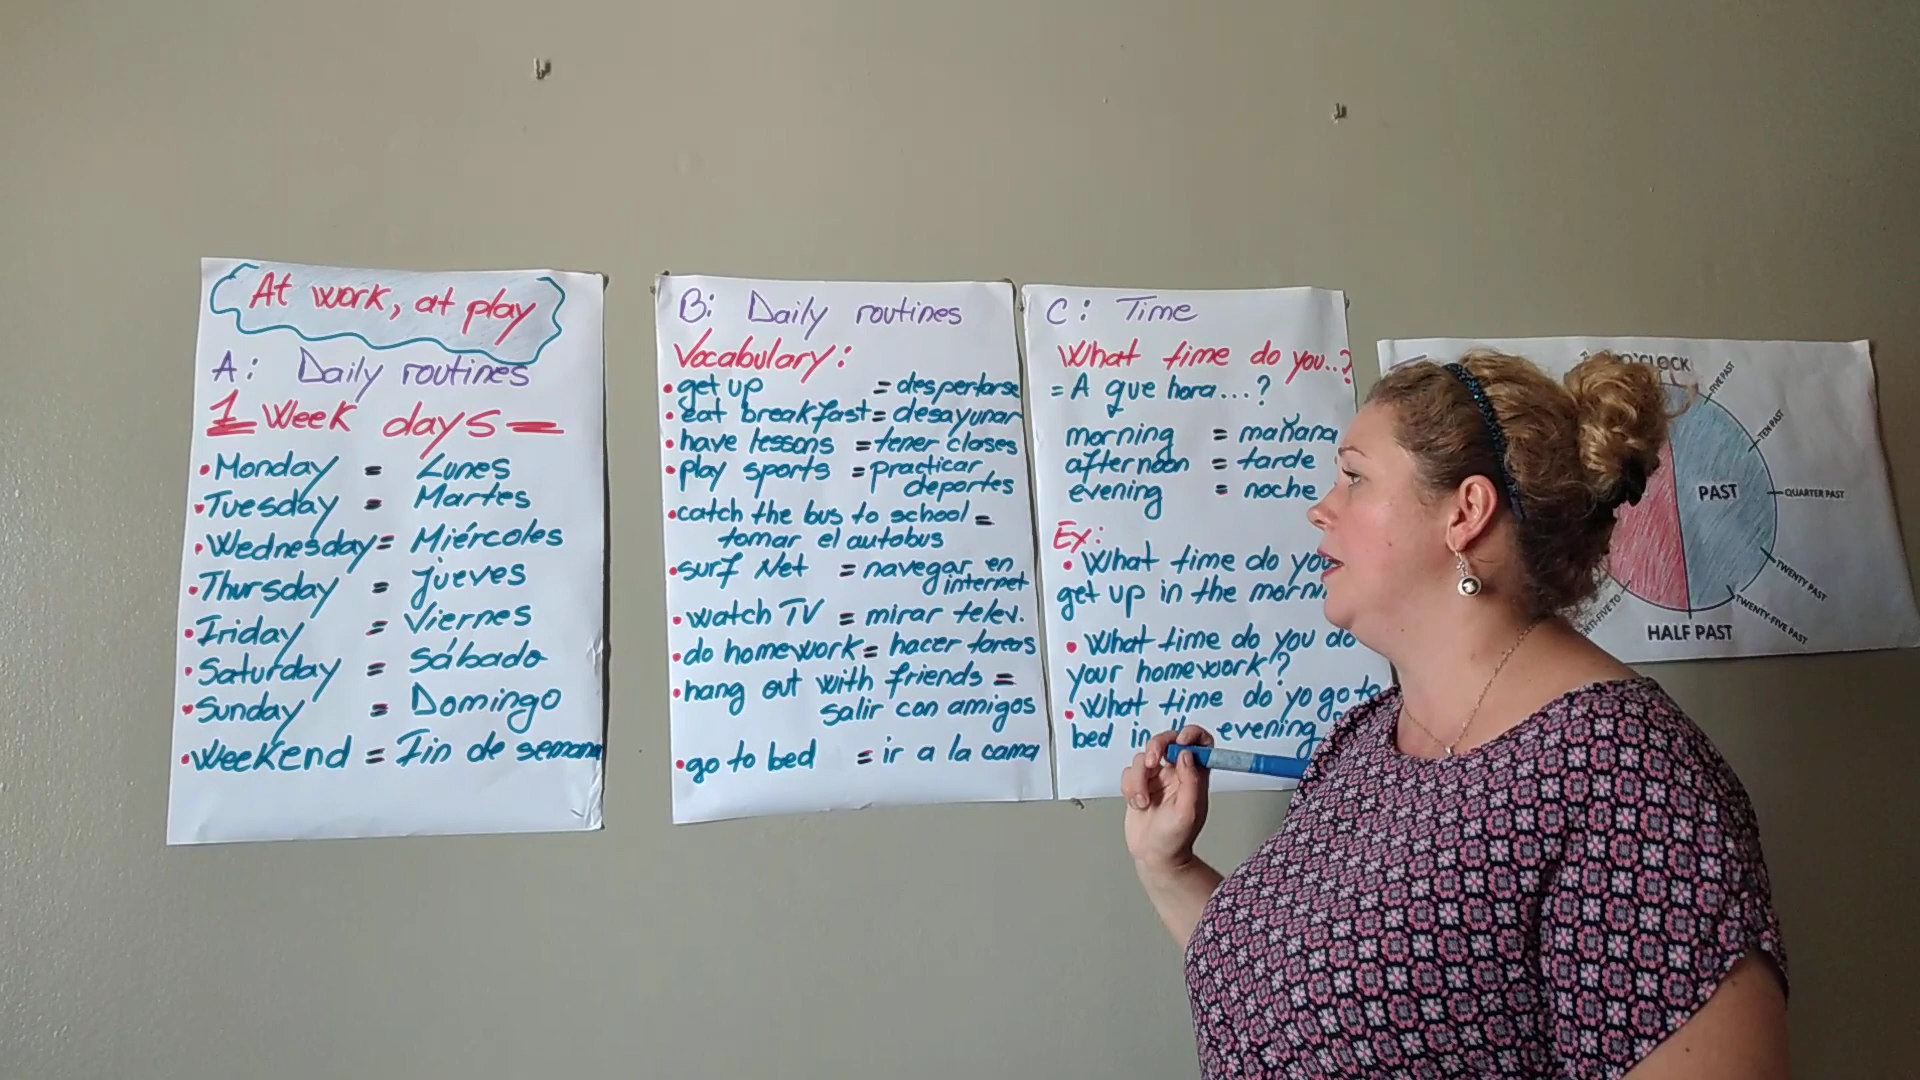 At work, at play
A: Daily routines
1 Week days
• Monday = Lunes
• Tuesday = Martes
• Wednesday = Miércoles
• Thursday = jueves
• Friday = Viernes
• Saturday = sábado
• Sunday = Domingo
• Weekend = Fin de semana
B: Daily routines
Vocabulary:
• get up = despertarse
• eat breakfast = desayunar
• have lessons = tener clases
• play sports = practicar
deportes
• catch the bus to school =
tomar el autobus
• surf Net = navegar en
internet
• watch TV = mirar telev.
• do homework = hacer tareas
• hang out with friends =
salir con amigos
• go to bed = ir a la cama
C: Time
What time do you..?
= A que hora...?
morning = mañana
afternoon = tarde
evening = noche
Ex:
• What time do you
get up in the
• What time do you do
your homework?
• What time do yo go to
bed in evening
O'CLOCK
FIVE PAST
TEN PAST
PAST
QUARTER PAST
TWENTY PAST
TWENTY-FIVE PAST
HALF PAST